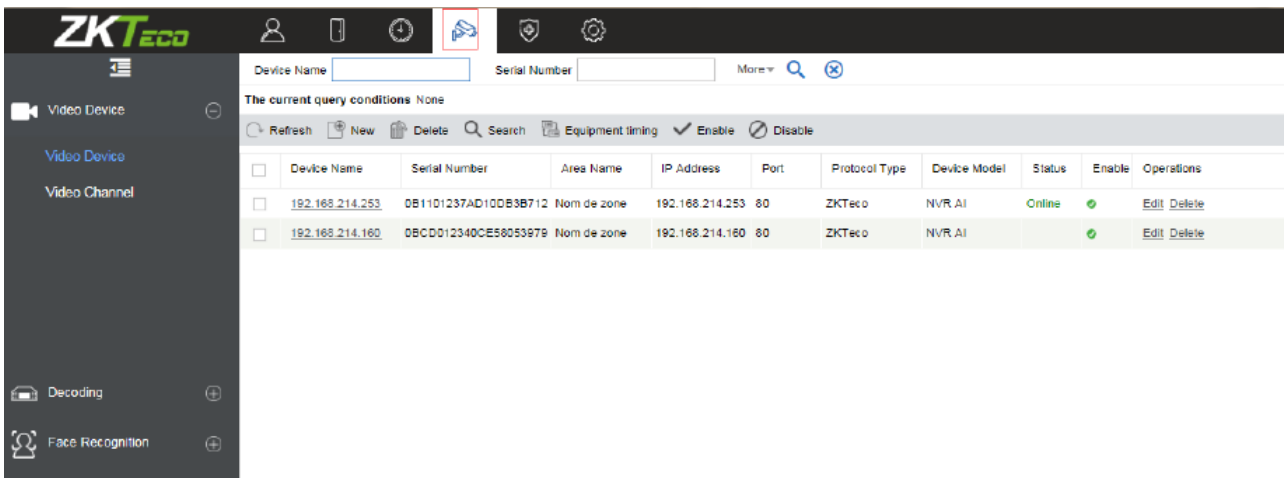 ZKTECO
Device Name Serial Number More
The current query conditions None
Refresh New Delete Search Equipment timing Enable Disable
Video Device
Video Device
Video Channel
Decoding
Face Recognition
Device Name Serial Number Area Name IP Address Port Protocol Type Device Model Status Enable Operations
192.168.214.253 0B1101237AD10DB3B712 Nom de zone 192.168.214.253 80 ZKTeco NVR AI Online Edit Delete
192.168.214.160 0BCD012340CE58053979 Nom de zone 192.168.214.160 80 ZKTeco NVR AI Edit Delete